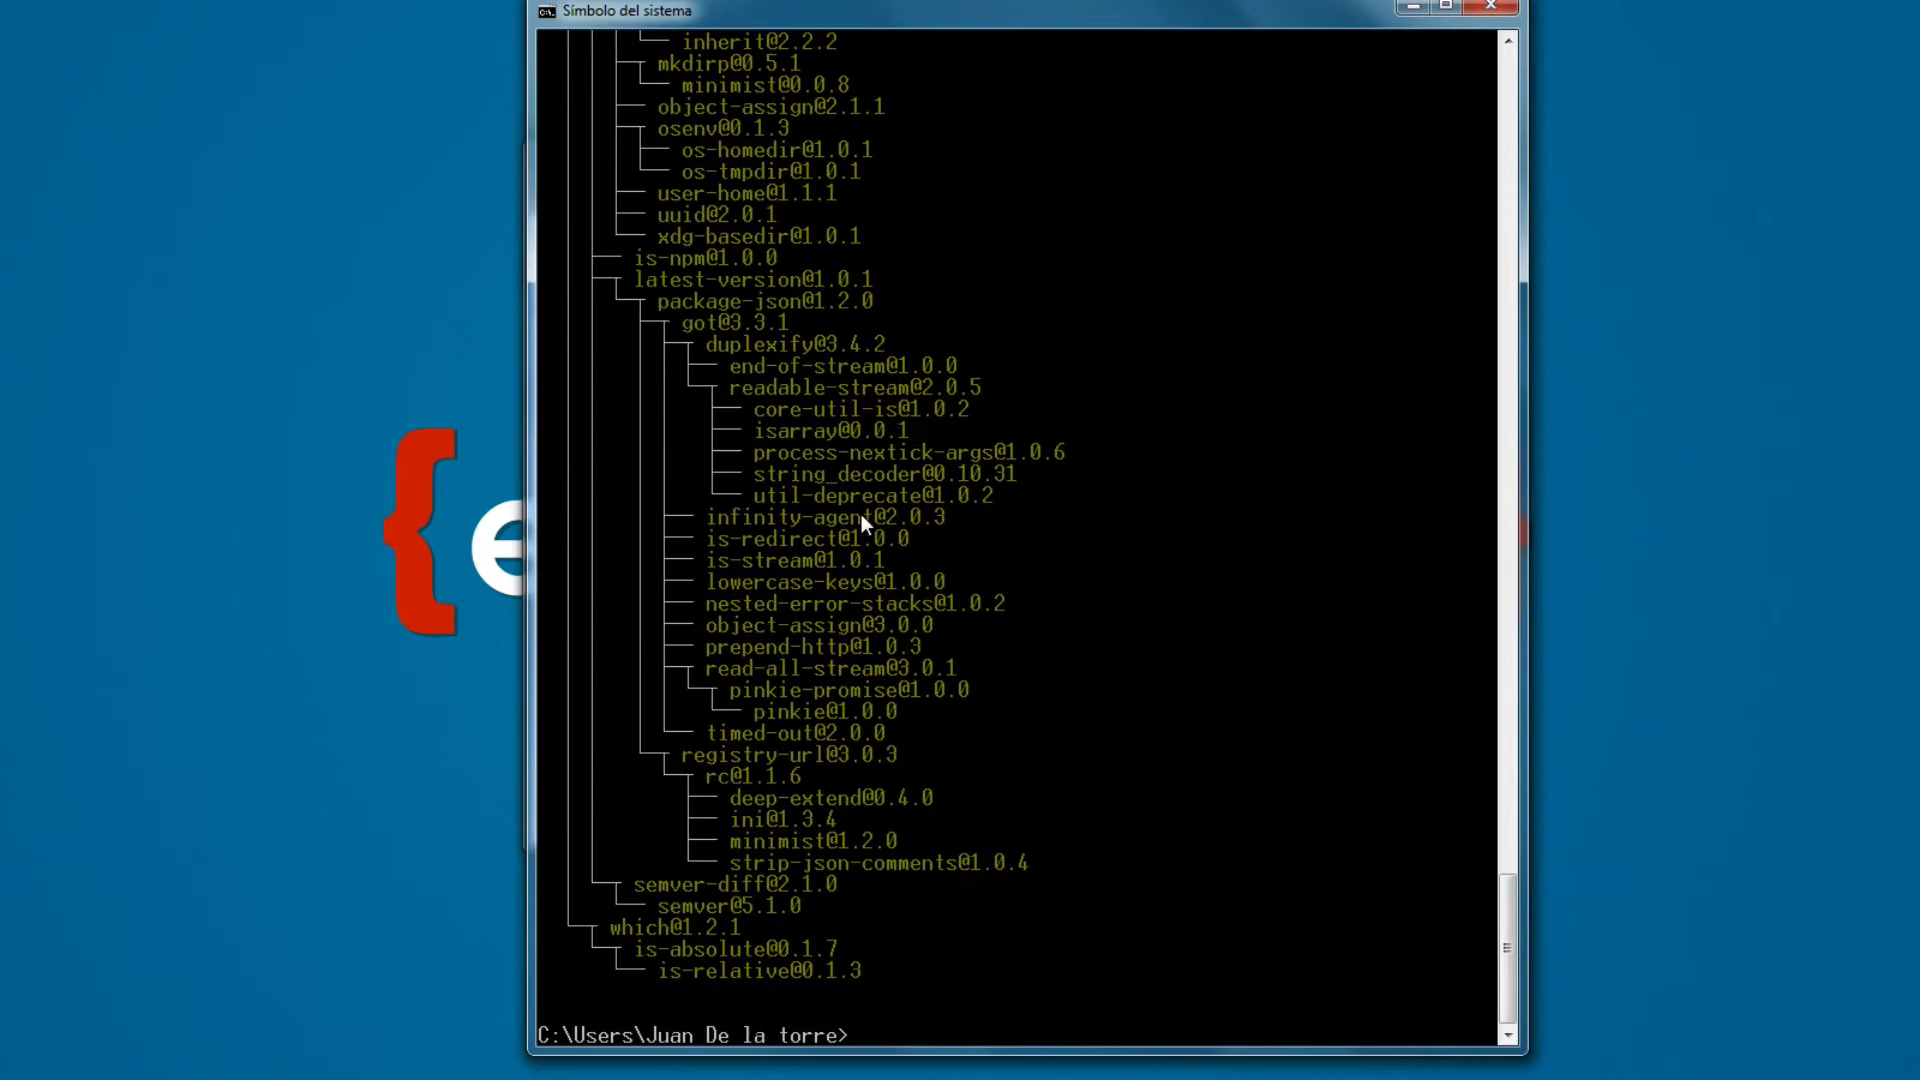 Símbolo del sistema
inherit@2.2.2
mkdirp@0.5.1
minimist@0.0.8
object-assign@2.1.1
osenv@0.1.3
os-homedir@1.0.1
os-tmpdir@1.0.1
user-home@1.1.1
uuid@2.0.1
xdg-basedir@1.0.1
is-npm@1.0.0
latest-version@1.0.1
package-json@1.2.0
got@3.3.1
duplexify@3.4.2
end-of-stream@1.0.0
readable-stream@2.0.5
core-util-is@1.0.2
isarray@0.0.1
process-nextick-args@1.0.6
string_decoder@0.10.31
util-deprecate@1.0.2
infinity-agent@2.0.3
is-redirect@1.0.0
is-stream@1.0.1
lowercase-keys@1.0.0
nested-error-stacks@1.0.2
object-assign@3.0.0
prepend-http@1.0.3
read-all-stream@3.0.1
pinkie-promise@1.0.0
pinkie@1.0.0
timed-out@2.0.0
registry-url@3.0.3
rc@1.1.6
deep-extend@0.4.0
ini@1.3.4
minimist@1.2.0
strip-json-comments@1.0.4
semver-diff@2.1.0
semver@5.1.0
which@1.2.1
is-absolute@0.1.7
is-relative@0.1.3
C:\Users\Juan De la torre>
{e